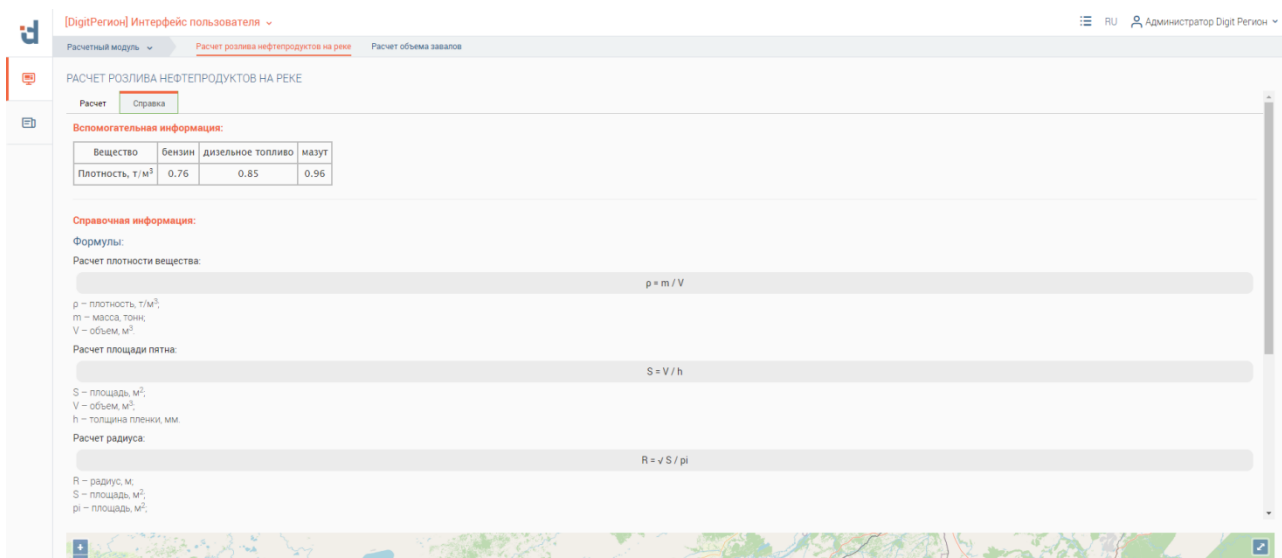 [DigitРегион] Интерфейс пользователя
RU Администратор Digit Регион
Расчетный модуль Расчет розлива нефтепродуктов на реке Расчет объема завалов
РАСЧЕТ РОЗЛИВА НЕФТЕПРОДУКТОВ НА РЕКЕ
Расчет Справка
Вспомогательная информация:
Вещество бензин дизельное топливо мазут
Плотность, т/м³ 0.76 0.85 0.96
Справочная информация:
Формулы:
Расчет плотности вещества:
ρ = m / V
ρ – плотность, т/м³;
m – масса, тонн;
V – объем, м³.
Расчет площади пятна:
S = V / h
S – площадь, м²;
V – объем, м³;
h – толщина пленки, мм.
Расчет радиуса:
R = √ S / pi
R – радиус, м;
S – площадь, м²;
pi – площадь, м²;
+